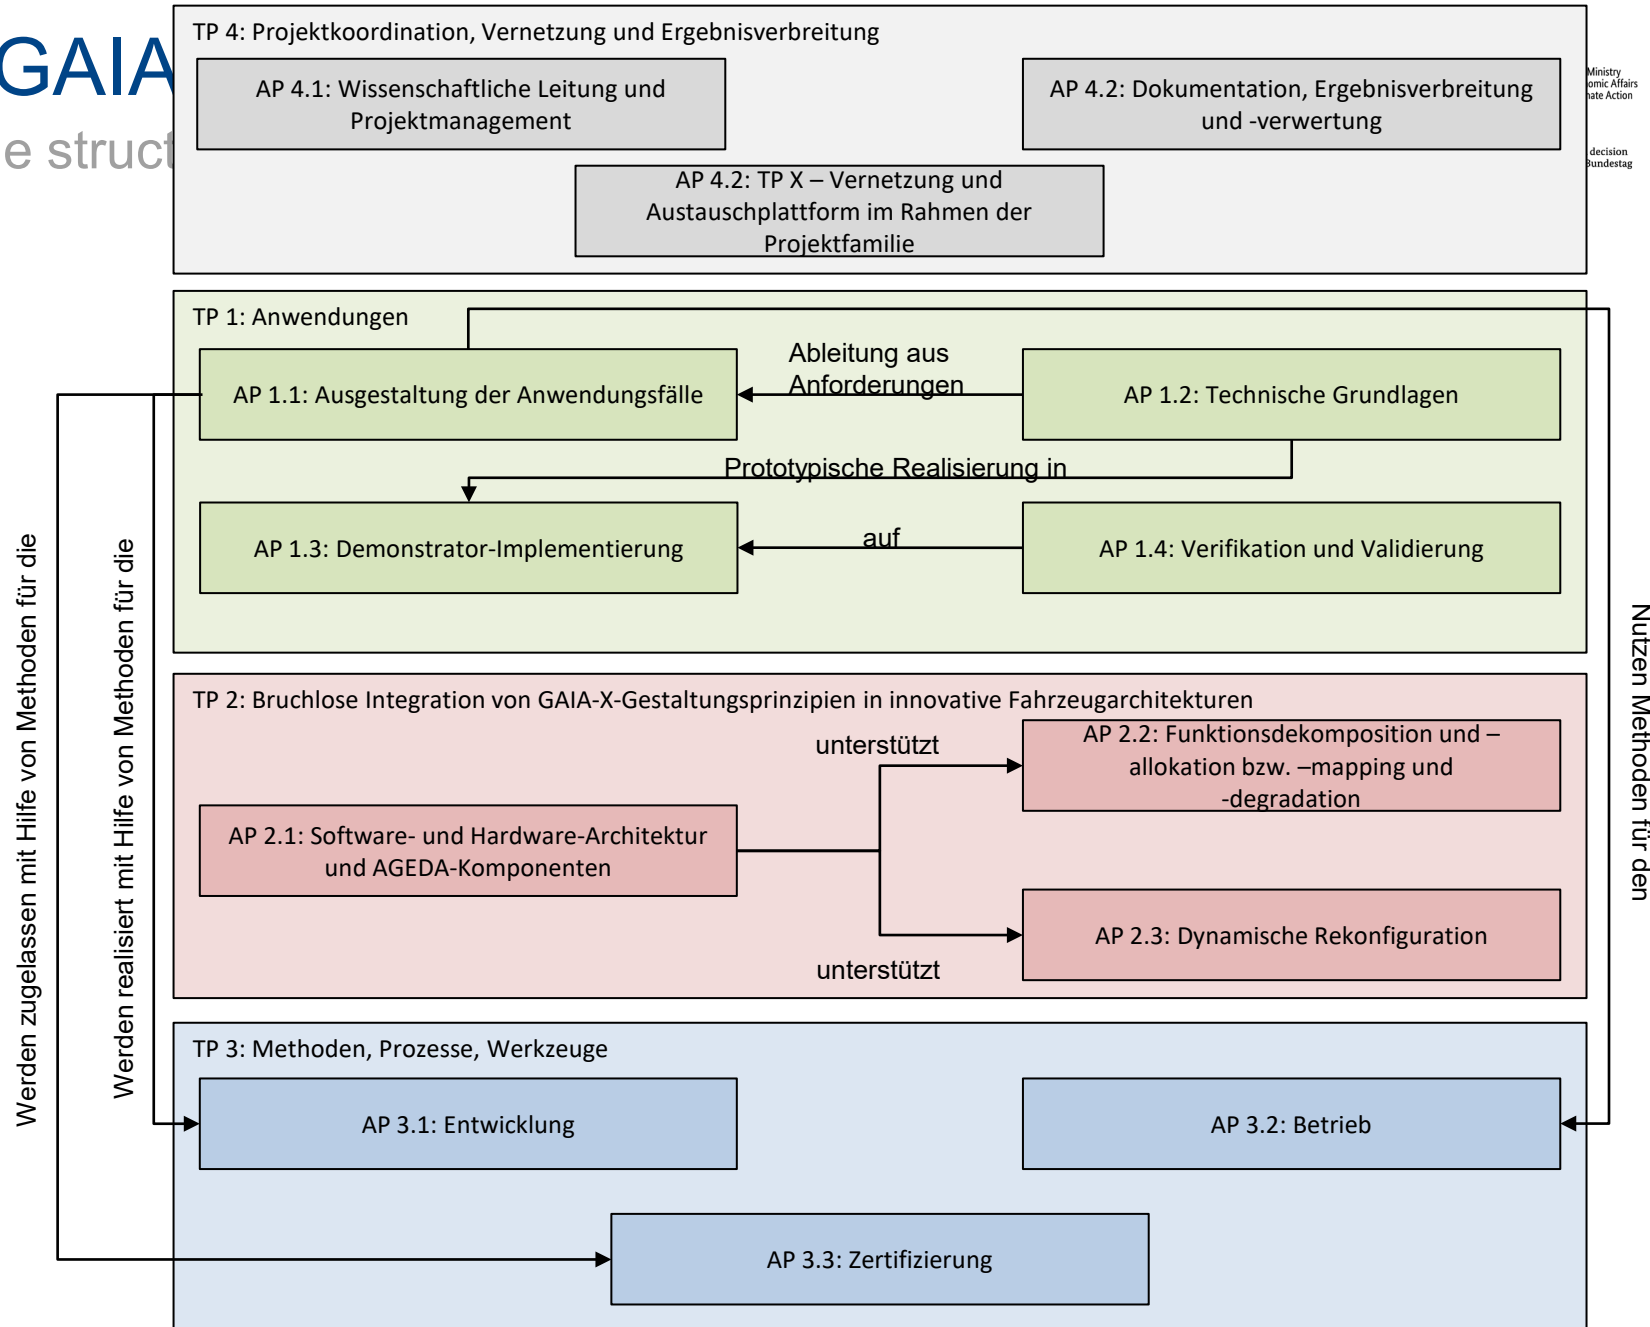 GAIA
e struct
Ministry
omic Affairs
nate Action
decision
Bundestag
TP 4: Projektkoordination, Vernetzung und Ergebnisverbreitung
AP 4.1: Wissenschaftliche Leitung und
Projektmanagement
AP 4.2: Dokumentation, Ergebnisverbreitung
und -verwertung
AP 4.2: TP X – Vernetzung und
Austauschplattform im Rahmen der
Projektfamilie
TP 1: Anwendungen
AP 1.1: Ausgestaltung der Anwendungsfälle
Ableitung aus
Anforderungen
AP 1.2: Technische Grundlagen
Prototypische Realisierung in
AP 1.3: Demonstrator-Implementierung
auf
AP 1.4: Verifikation und Validierung
Werden zugelassen mit Hilfe von Methoden für die
Werden realisiert mit Hilfe von Methoden für die
Nutzen Methoden für den
TP 2: Bruchlose Integration von GAIA-X-Gestaltungsprinzipien in innovative Fahrzeugarchitekturen
unterstützt
AP 2.2: Funktionsdekomposition und –
allokation bzw. –mapping und
-degradation
AP 2.1: Software- und Hardware-Architektur
und AGEDA-Komponenten
AP 2.3: Dynamische Rekonfiguration
unterstützt
TP 3: Methoden, Prozesse, Werkzeuge
AP 3.1: Entwicklung
AP 3.2: Betrieb
AP 3.3: Zertifizierung